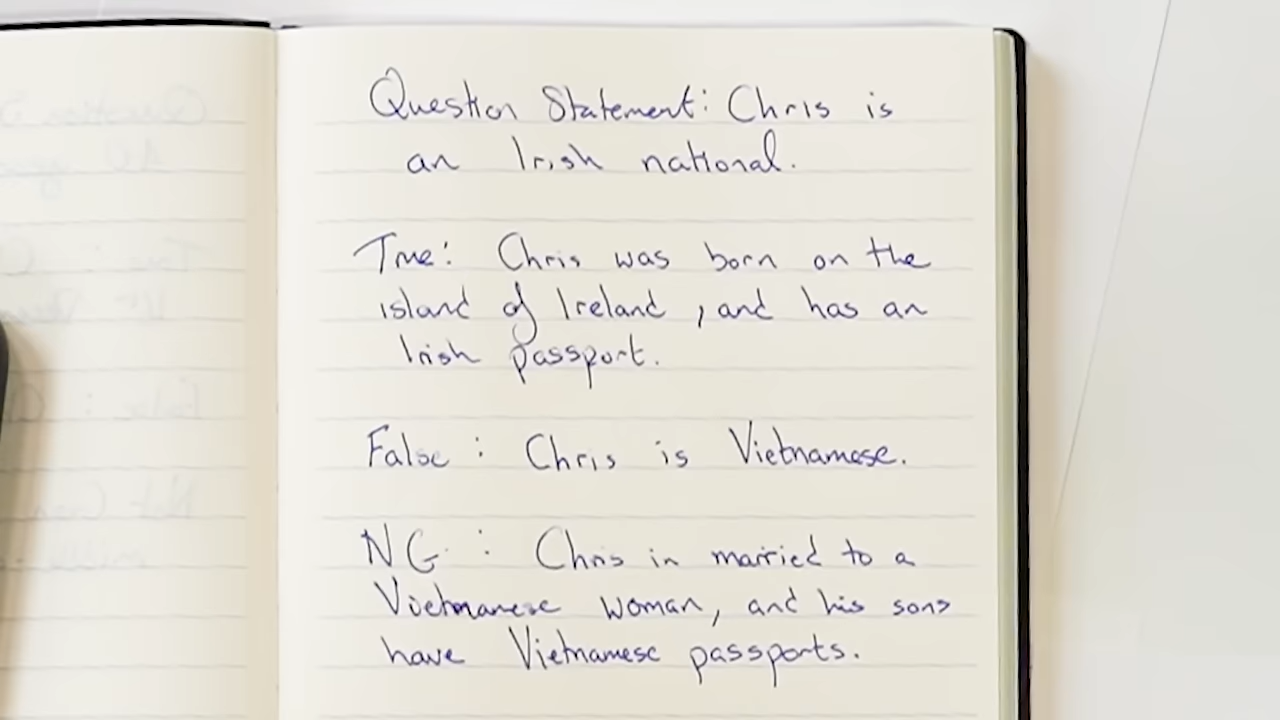 Question Statement: Chris is
an Irish national.
True: Chris was born on the
island of Ireland, and has an
Irish passport.
False: Chris is Vietnamese.
NG: Chris in married to a
Vietmanese woman, and his sons
have Vietnamese passports.